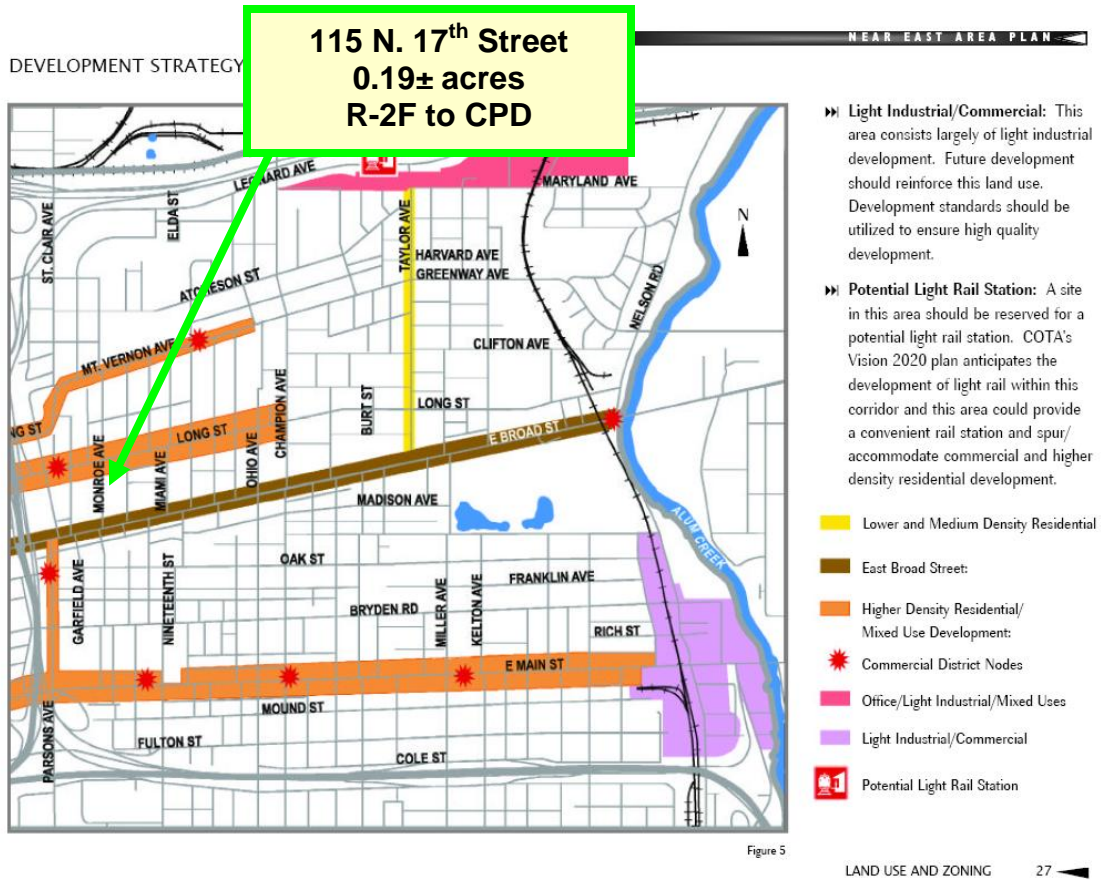 NEAR EAST AREA PLAN
DEVELOPMENT STRATEGY
115 N. 17th Street
0.19± acres
R-2F to CPD
LEONARD AVE
MARYLAND AVE
ST. CLAIR AVE
ELDA ST
TAYLOR AVE
N
HARVARD AVE
GREENWAY AVE
ATCHESON ST
NELSON RD
MT. VERNON AVE
CLIFTON AVE
CHAMPION AVE
BURT ST
LONG ST
NG ST
LONG ST
E BROAD ST
MONROE AVE
MIAMI AVE
OHIO AVE
MADISON AVE
ALUM CREEK
OAK ST
GARFIELD AVE
NINETEENTH ST
FRANKLIN AVE
MILLER AVE
KELTON AVE
BRYDEN RD
RICH ST
E MAIN ST
MOUND ST
PARSONS AVE
FULTON ST
COLE ST
Figure 5
Light Industrial/Commercial: This
area consists largely of light industrial
development. Future development
should reinforce this land use.
Development standards should be
utilized to ensure high quality
development.
Potential Light Rail Station: A site
in this area should be reserved for a
potential light rail station. COTA's
Vision 2020 plan anticipates the
development of light rail within this
corridor and this area could provide
a convenient rail station and spur/
accommodate commercial and higher
density residential development.
Lower and Medium Density Residential
East Broad Street:
Higher Density Residential/
Mixed Use Development:
Commercial District Nodes
Office/Light Industrial/Mixed Uses
Light Industrial/Commercial
Potential Light Rail Station
LAND USE AND ZONING 27